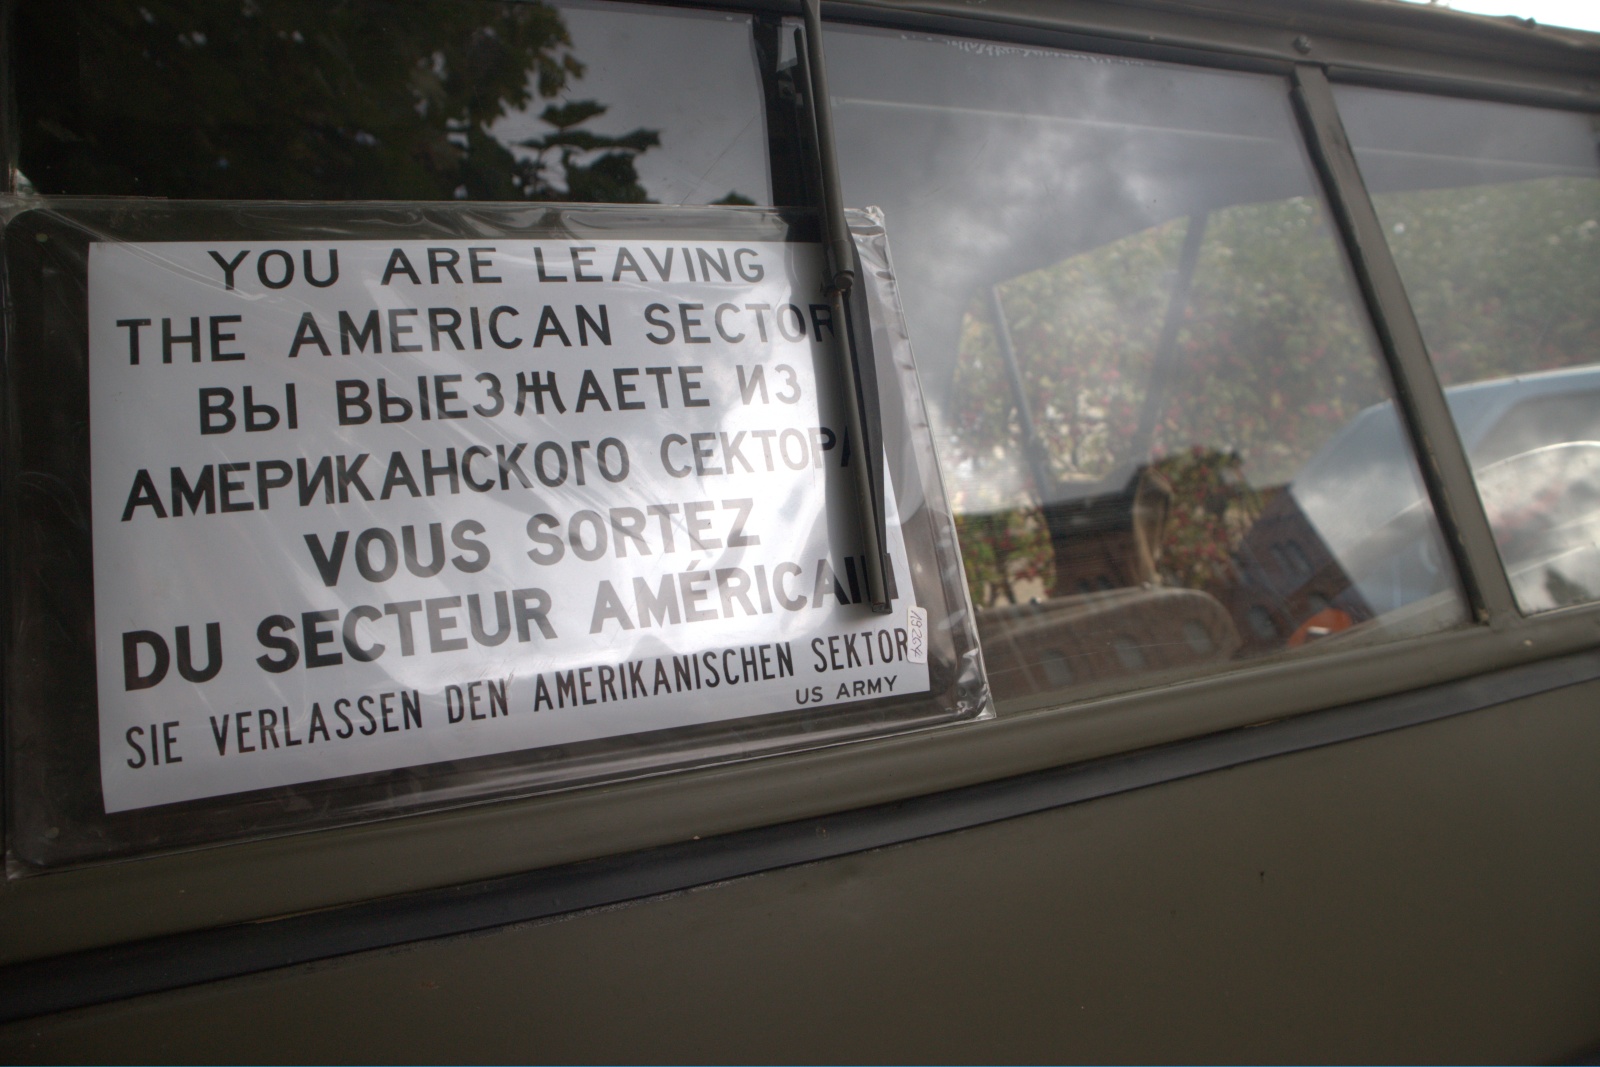 YOU ARE LEAVING
THE AMERICAN SECTOR
ВЫ ВЫЕЗЖАЕТЕ ИЗ
АМЕРИКАНСКОГО СЕКТОРА
VOUS SORTEZ
DU SECTEUR AMÉRICAIN
SIE VERLASSEN DEN AMERIKANISCHEN SEKTOR
US ARMY